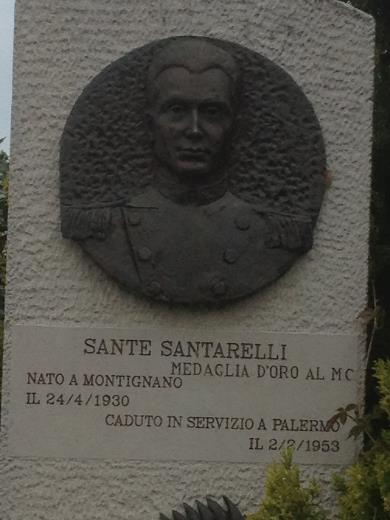 SANTE SANTARELLI
MEDAGLIA D'ORO AL M C
NATO A MONTIGNANO
IL 24/4/1930
CADUTO IN SERVIZIO A PALERMO
IL 2/2/1953